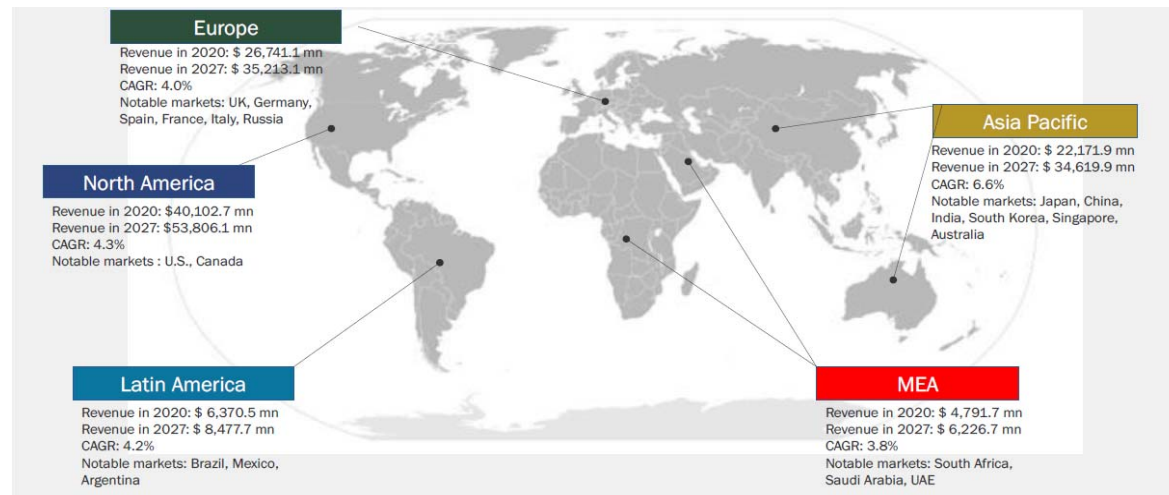 Europe
Revenue in 2020: $ 26,741.1 mn
Revenue in 2027: $ 35,213.1 mn
CAGR: 4.0%
Notable markets: UK, Germany,
Spain, France, Italy, Russia
North America
Revenue in 2020: $40,102.7 mn
Revenue in 2027: $53,806.1 mn
CAGR: 4.3%
Notable markets : U.S., Canada
Asia Pacific
Revenue in 2020: $ 22,171.9 mn
Revenue in 2027: $ 34,619.9 mn
CAGR: 6.6%
Notable markets: Japan, China,
India, South Korea, Singapore,
Australia
Latin America
Revenue in 2020: $ 6,370.5 mn
Revenue in 2027: $ 8,477.7 mn
CAGR: 4.2%
Notable markets: Brazil, Mexico,
Argentina
MEA
Revenue in 2020: $ 4,791.7 mn
Revenue in 2027: $ 6,226.7 mn
CAGR: 3.8%
Notable markets: South Africa,
Saudi Arabia, UAE